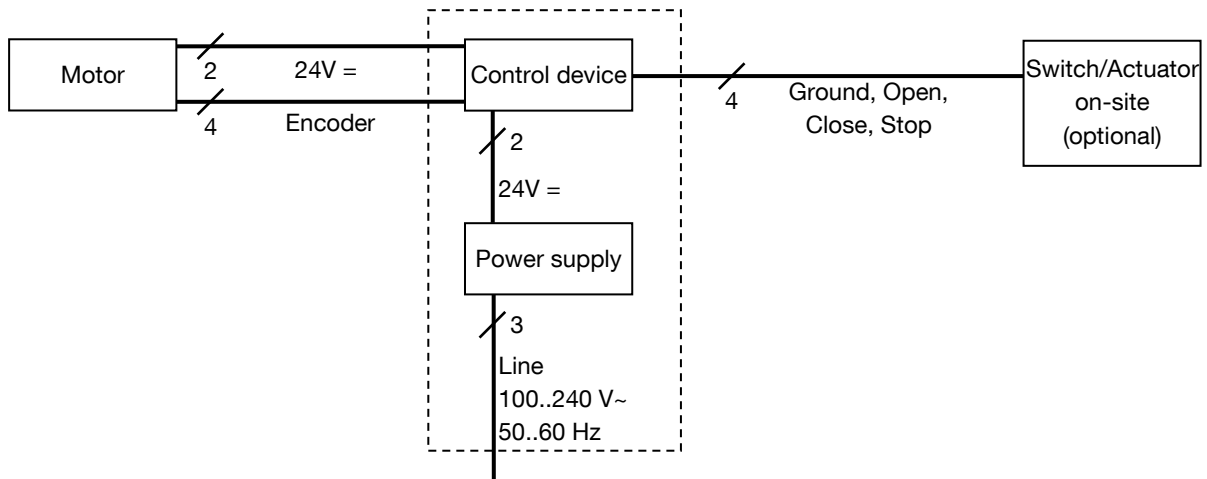 Motor
2
24V =
4
Encoder
Control device
4
Ground, Open,
Close, Stop
Switch/Actuator
on-site
(optional)
2
24V =
Power supply
3
Line
100..240 V~
50..60 Hz